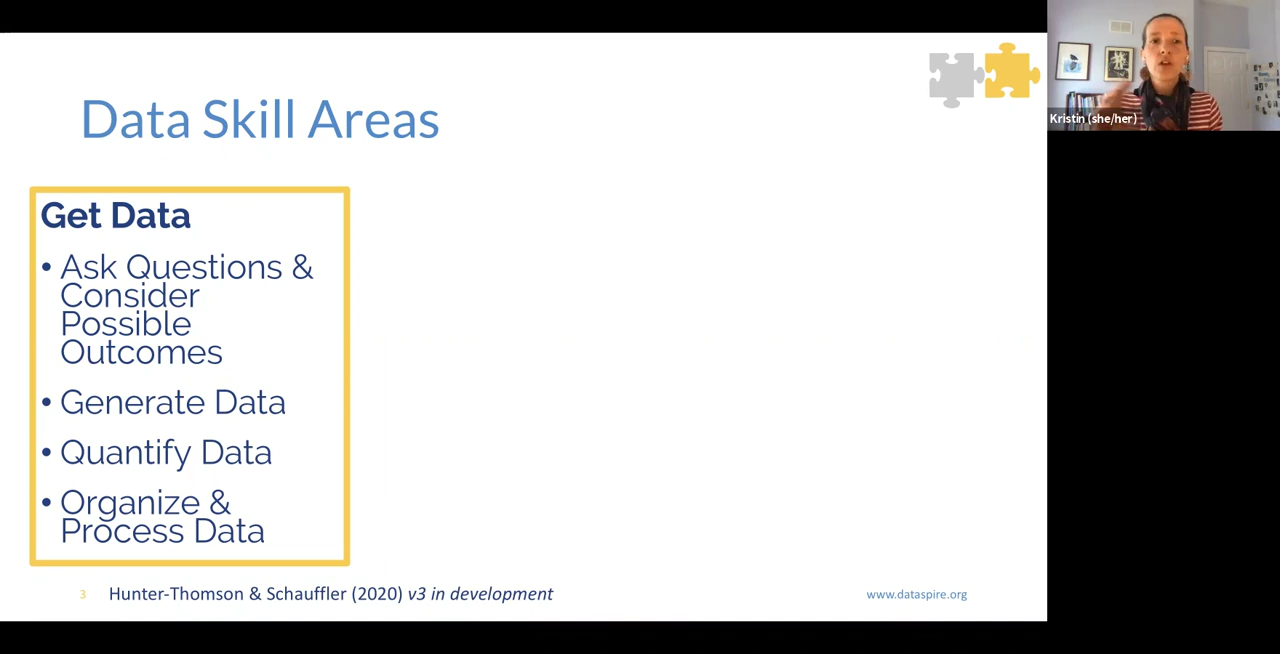 Data Skill Areas
Kristin (she/her)
Get Data
• Ask Questions &
Consider
Possible
Outcomes
• Generate Data
• Quantify Data
• Organize &
Process Data
3
Hunter-Thomson & Schauffler (2020) v3 in development
www.dataspire.org